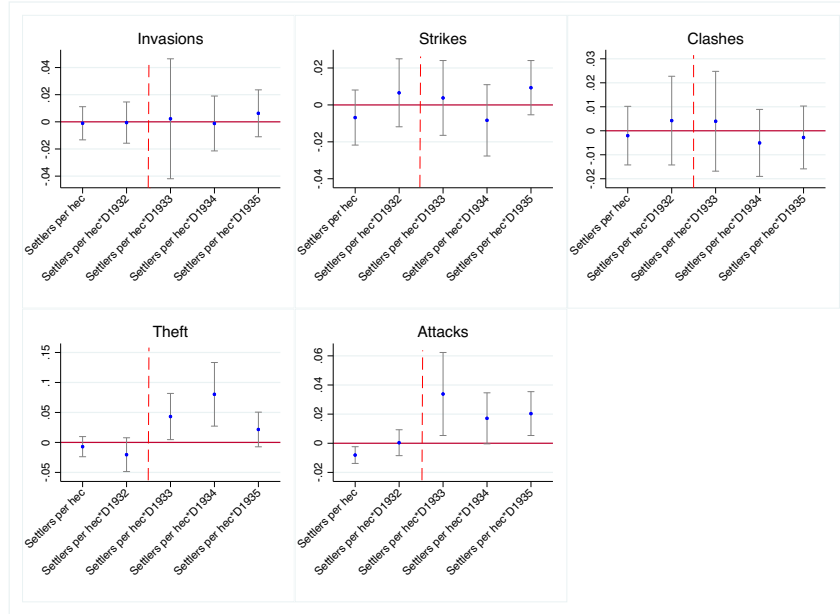 Invasions
.04
.02
0
-.02
-.04
Settlers per hec
Settlers per hec*D1932
Settlers per hec*D1933
Settlers per hec*D1934
Settlers per hec*D1935
Strikes
.02
0
-.02
-.04
Settlers per hec
Settlers per hec*D1932
Settlers per hec*D1933
Settlers per hec*D1934
Settlers per hec*D1935
Clashes
.03
.02
.01
0
-.01
-.02
Settlers per hec
Settlers per hec*D1932
Settlers per hec*D1933
Settlers per hec*D1934
Settlers per hec*D1935
Theft
.15
.1
.05
0
-.05
Settlers per hec
Settlers per hec*D1932
Settlers per hec*D1933
Settlers per hec*D1934
Settlers per hec*D1935
Attacks
.06
.04
.02
0
-.02
Settlers per hec
Settlers per hec*D1932
Settlers per hec*D1933
Settlers per hec*D1934
Settlers per hec*D1935